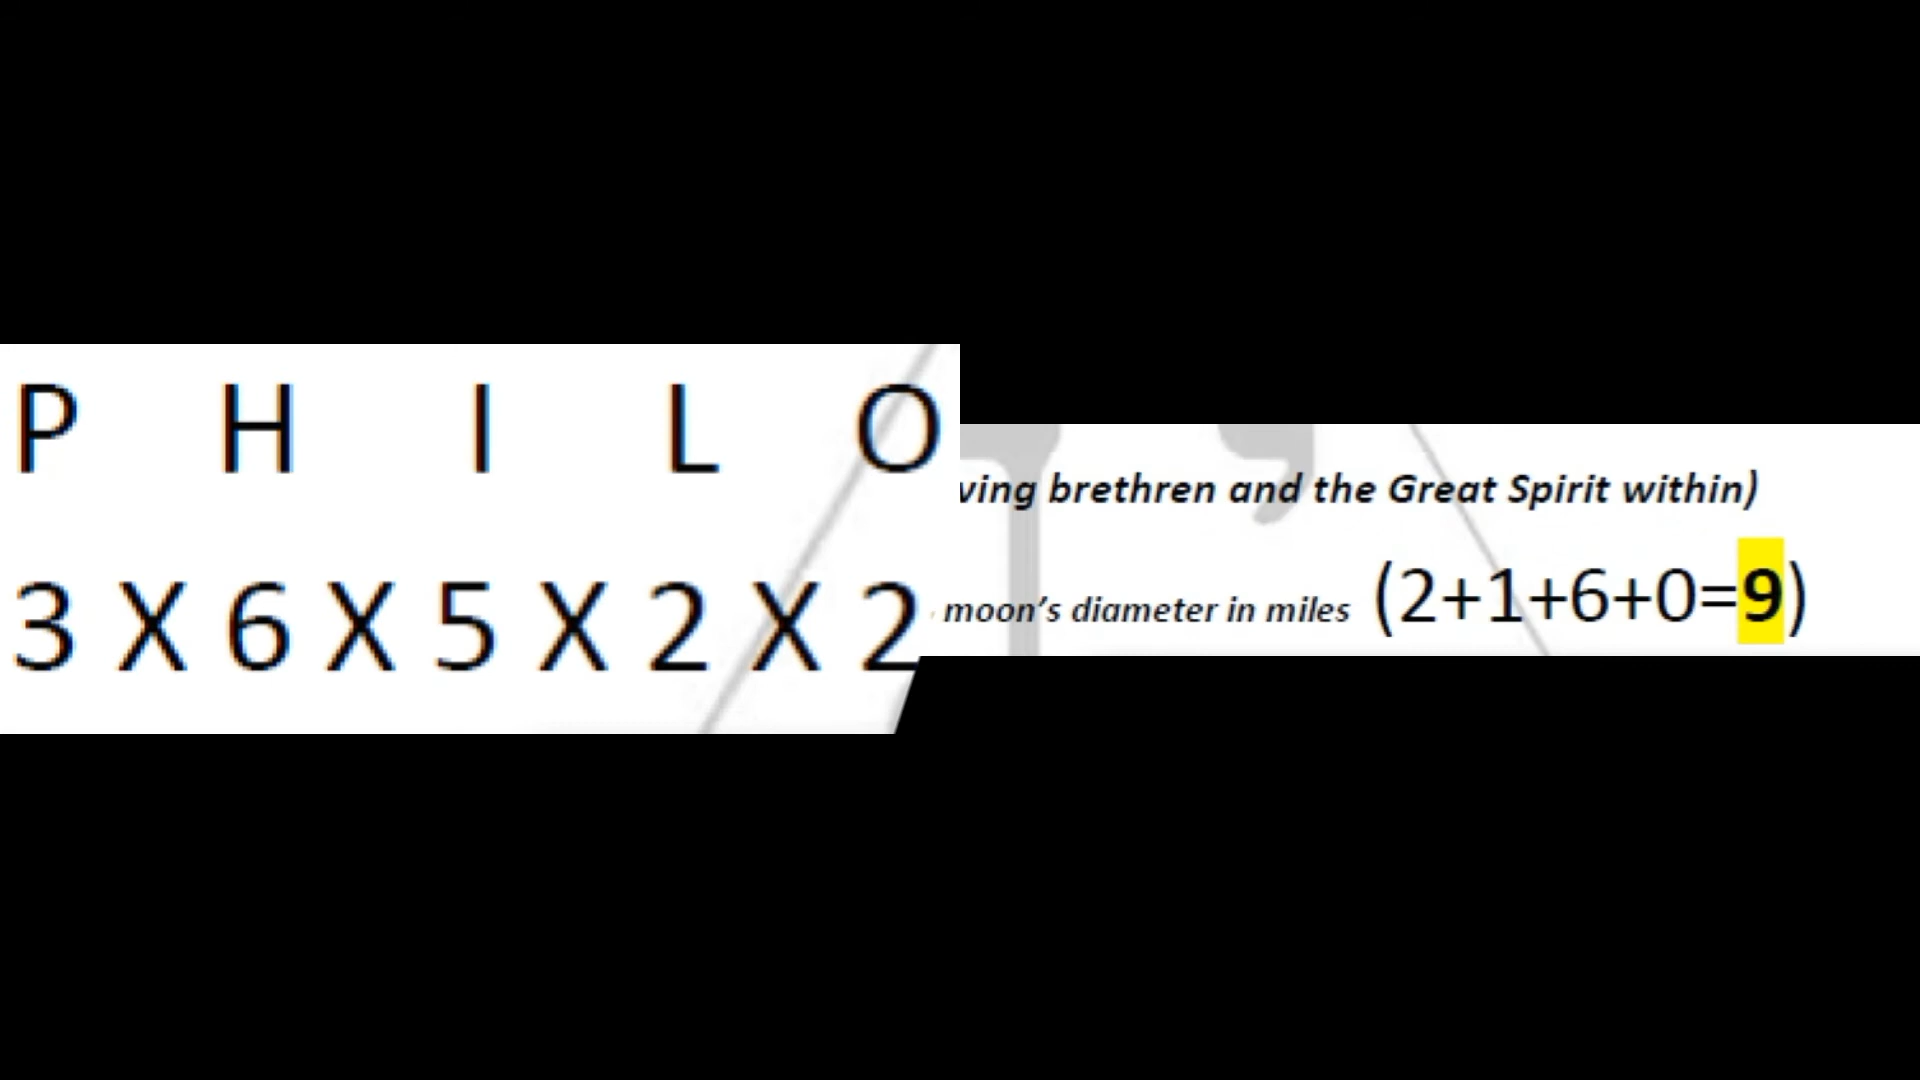 P H I L O
3 X 6 X 5 X 2 X 2
brethren and the Great Spirit within)
moon's diameter in miles (2+1+6+0=9)